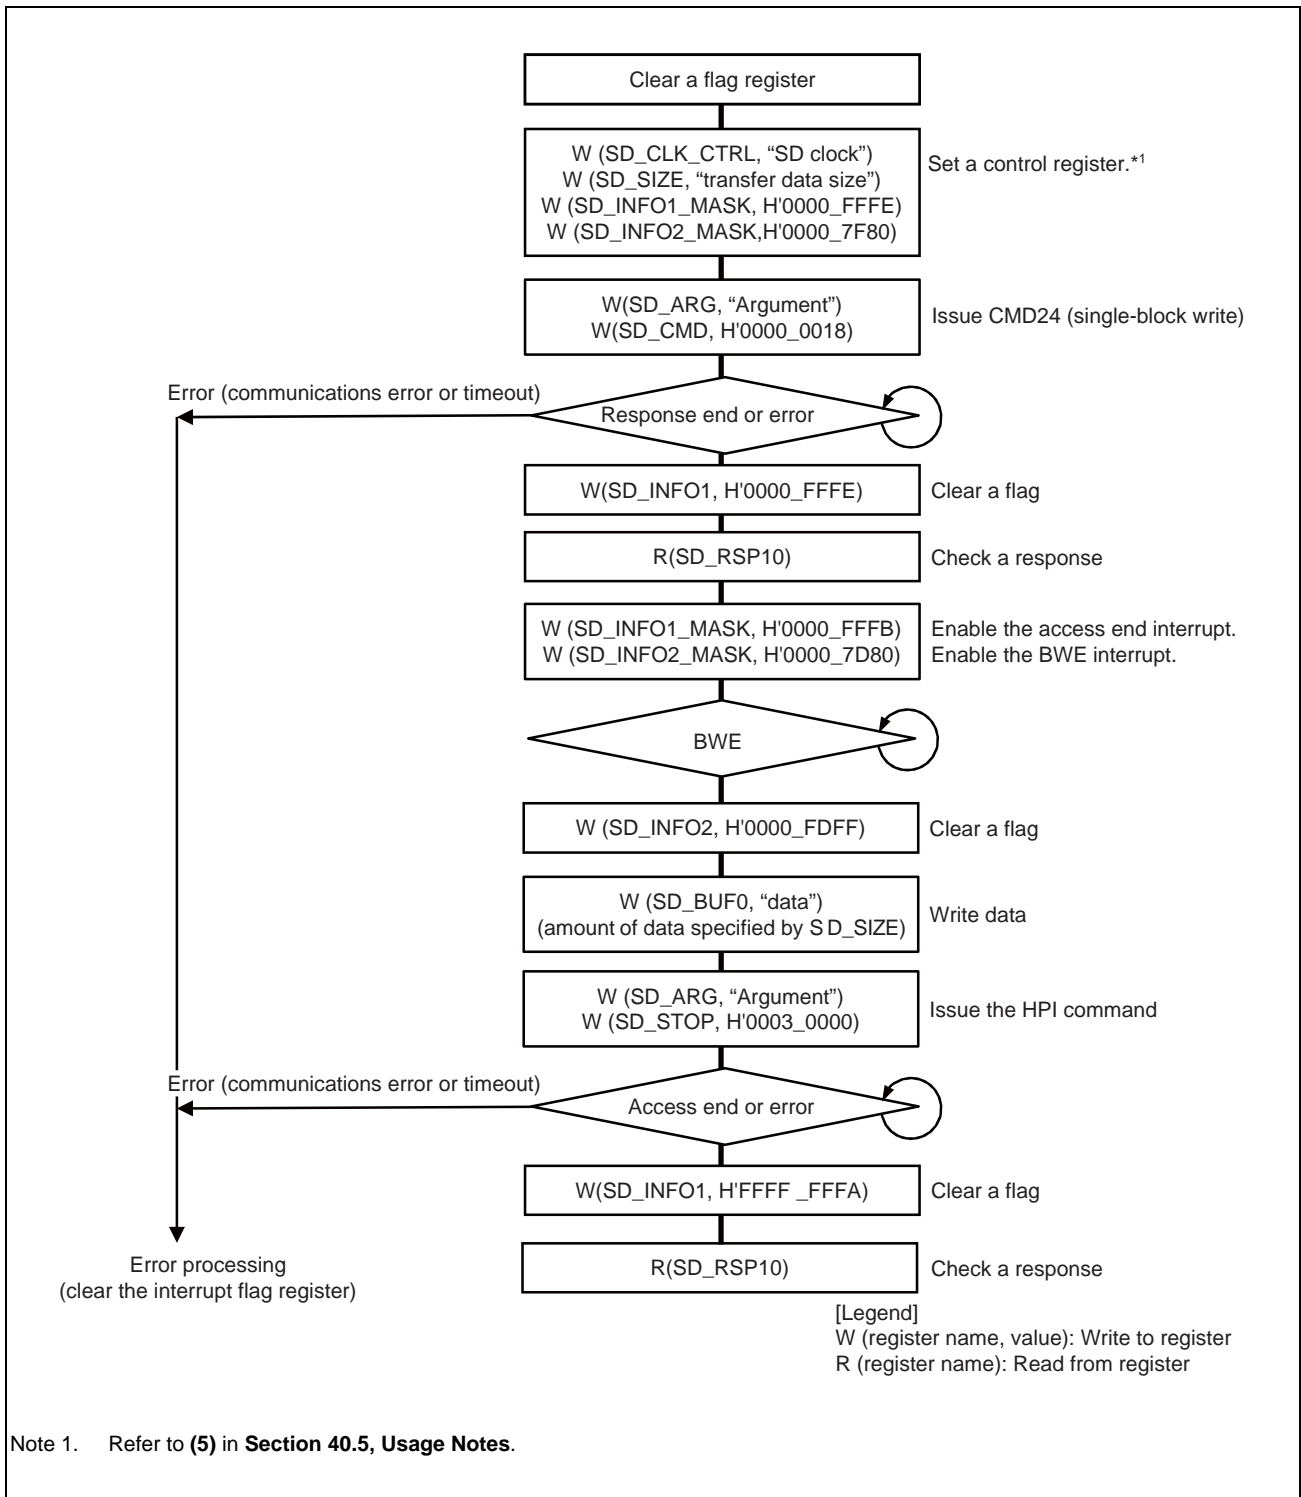 Clear a flag register
W (SD_CLK_CTRL, “SD clock”)
W (SD_SIZE, “transfer data size”)
W (SD_INFO1_MASK, H'0000_FFFE)
W (SD_INFO2_MASK,H'0000_7F80)
Set a control register.*1
W(SD_ARG, “Argument”)
W(SD_CMD, H'0000_0018)
Issue CMD24 (single-block write)
Error (communications error or timeout)
Response end or error
W(SD_INFO1, H'0000_FFFE)
Clear a flag
R(SD_RSP10)
Check a response
W (SD_INFO1_MASK, H'0000_FFFB)
W (SD_INFO2_MASK, H'0000_7D80)
Enable the access end interrupt.
Enable the BWE interrupt.
BWE
W (SD_INFO2, H'0000_FDFF)
Clear a flag
W (SD_BUF0, “data”)
(amount of data specified by S D_SIZE)
Write data
W (SD_ARG, “Argument”)
W (SD_STOP, H'0003_0000)
Issue the HPI command
Error (communications error or timeout)
Access end or error
W(SD_INFO1, H'FFFF _FFFA)
Clear a flag
Error processing
(clear the interrupt flag register)
R(SD_RSP10)
Check a response
[Legend]
W (register name, value): Write to register
R (register name): Read from register
Note 1. Refer to (5) in Section 40.5, Usage Notes.